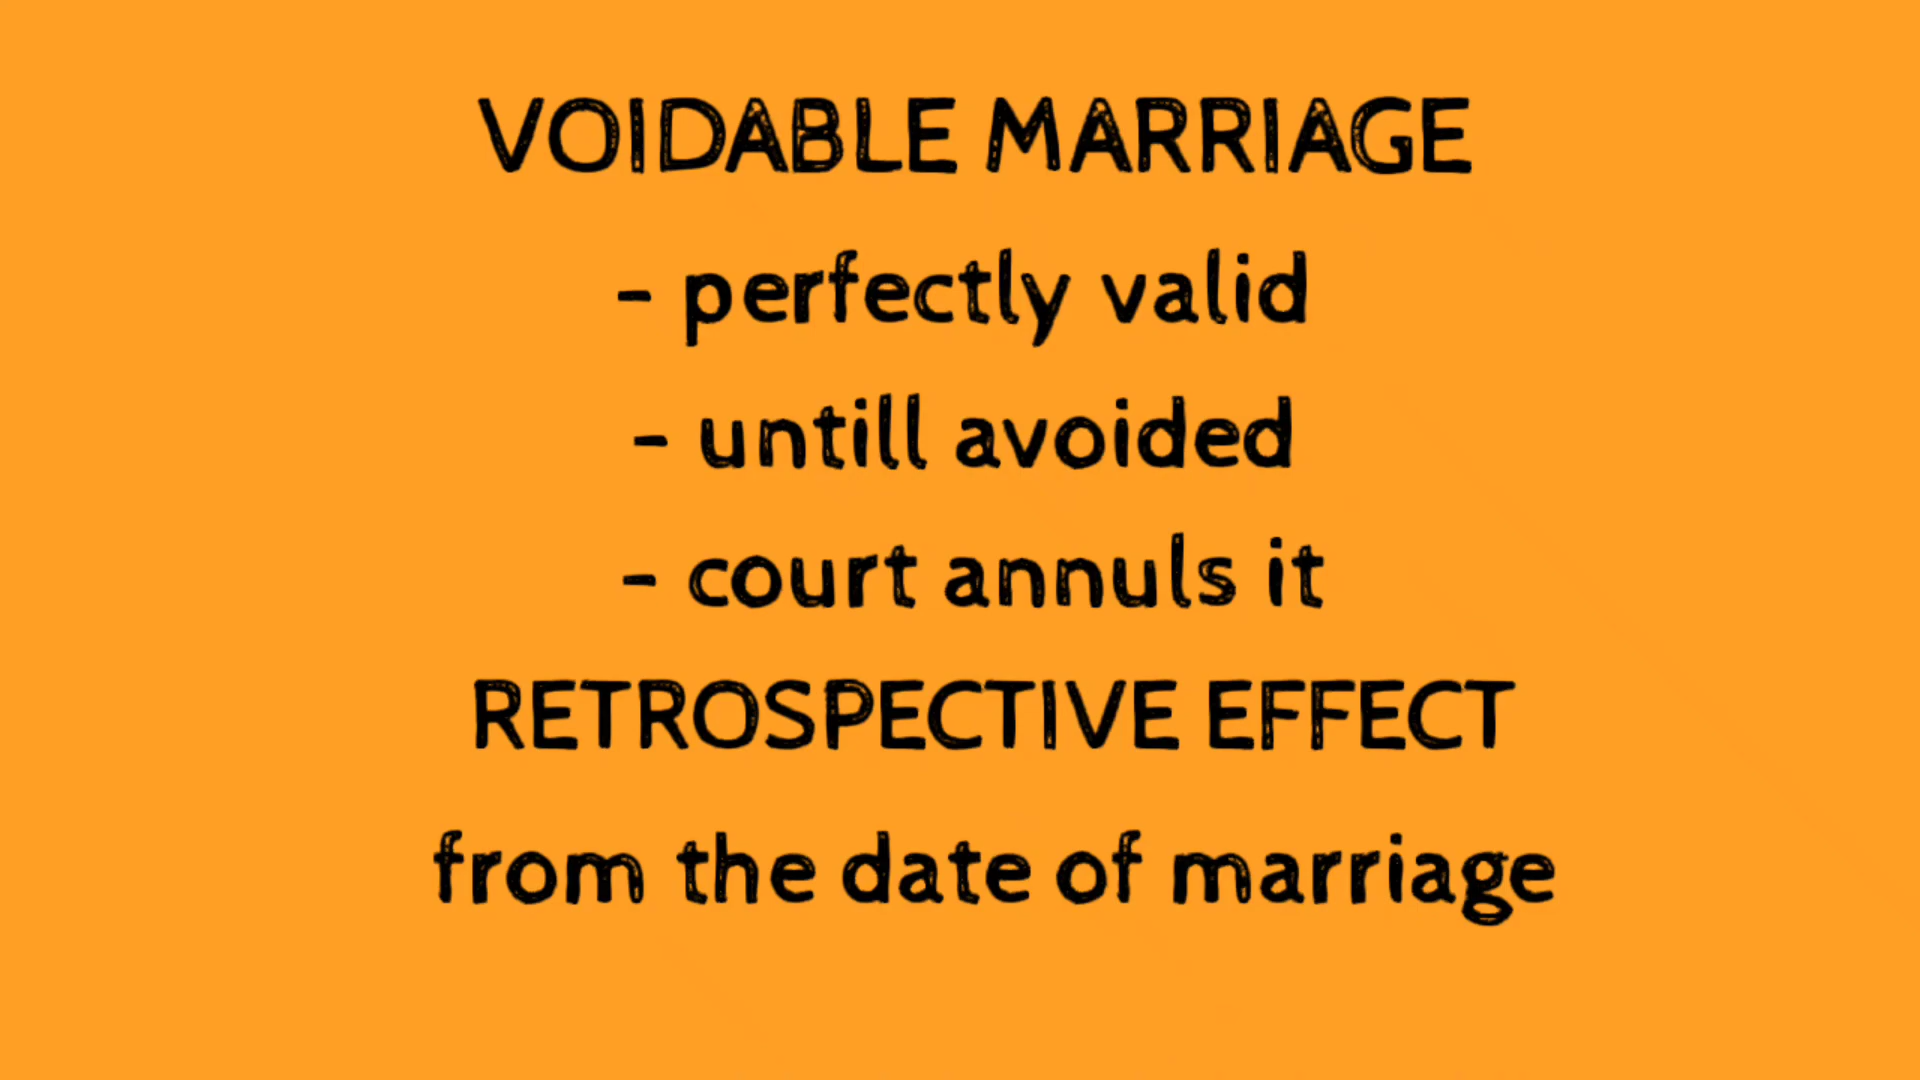 VOIDABLE MARRIAGE
- perfectly valid
- untill avoided
- court annuls it
RETROSPECTIVE EFFECT
from the date of marriage